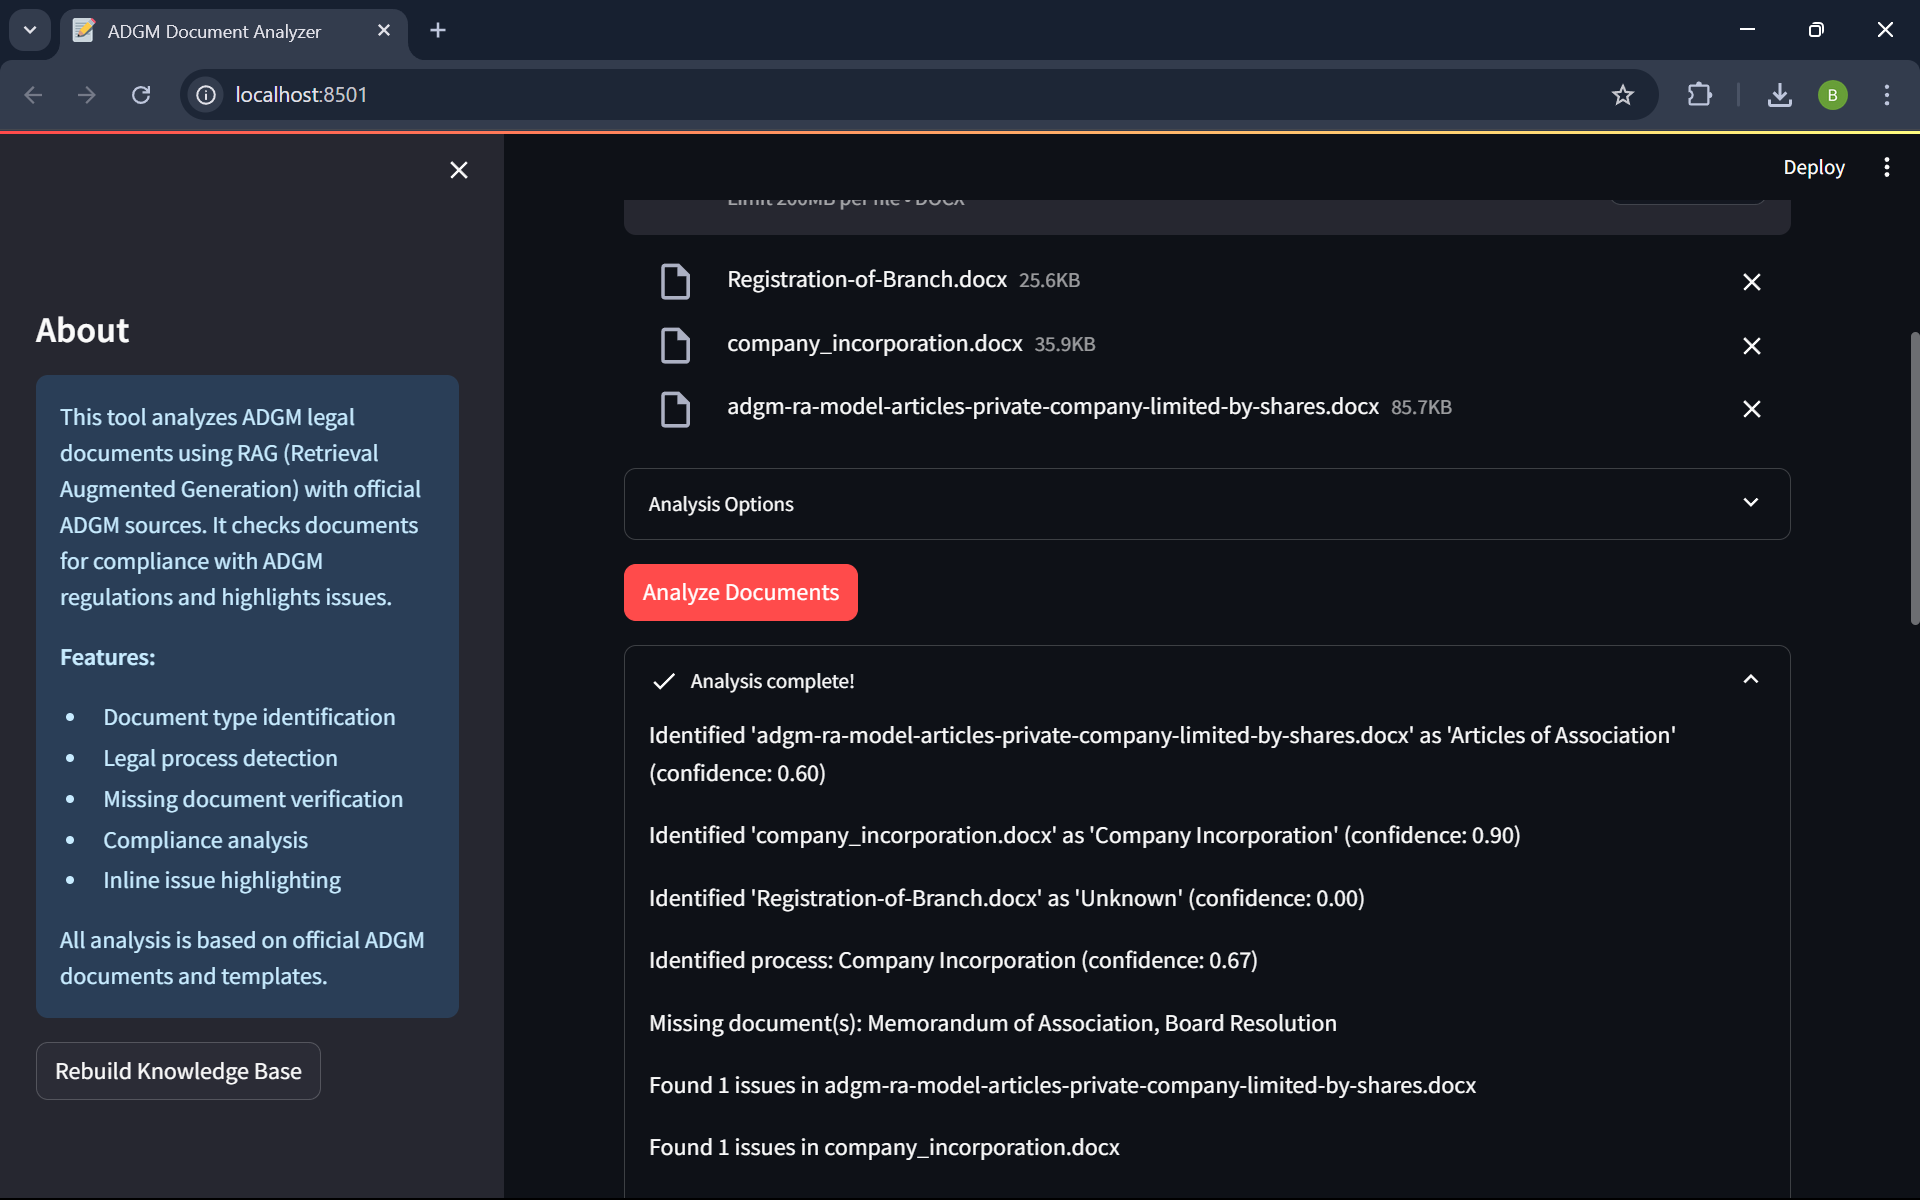 ADGM Document Analyzer
localhost:8501
B
Deploy
Limit 200MB per file • DOCX
Registration-of-Branch.docx 25.6KB
company_incorporation.docx 35.9KB
adgm-ra-model-articles-private-company-limited-by-shares.docx 85.7KB
Analysis Options
Analyze Documents
Analysis complete!
Identified 'adgm-ra-model-articles-private-company-limited-by-shares.docx' as 'Articles of Association'
(confidence: 0.60)
Identified 'company_incorporation.docx' as 'Company Incorporation' (confidence: 0.90)
Identified 'Registration-of-Branch.docx' as 'Unknown' (confidence: 0.00)
Identified process: Company Incorporation (confidence: 0.67)
Missing document(s): Memorandum of Association, Board Resolution
Found 1 issues in adgm-ra-model-articles-private-company-limited-by-shares.docx
Found 1 issues in company_incorporation.docx
About
This tool analyzes ADGM legal
documents using RAG (Retrieval
Augmented Generation) with official
ADGM sources. It checks documents
for compliance with ADGM
regulations and highlights issues.
Features:
• Document type identification
• Legal process detection
• Missing document verification
• Compliance analysis
• Inline issue highlighting
All analysis is based on official ADGM
documents and templates.
Rebuild Knowledge Base